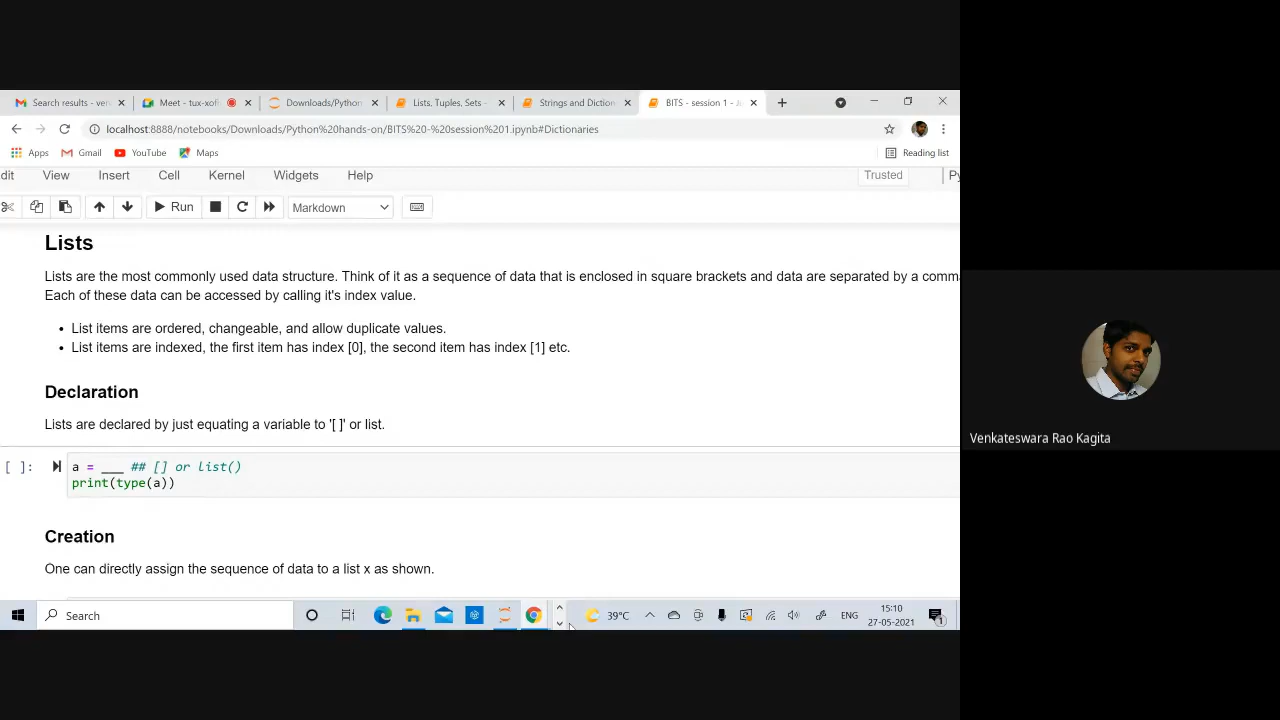 Search results - ven
Meet - tux-xof
Downloads/Python
Lists, Tuples, Sets -
Strings and Diction
BITS - session 1 -
localhost:8888/notebooks/Downloads/Python%20hands-on/BITS%20-%20session%201.ipynb#Dictionaries
Apps Gmail YouTube Maps Reading list
dit View Insert Cell Kernel Widgets Help Trusted Py
Run Markdown
Lists
Lists are the most commonly used data structure. Think of it as a sequence of data that is enclosed in square brackets and data are separated by a comma
Each of these data can be accessed by calling it's index value.
• List items are ordered, changeable, and allow duplicate values.
• List items are indexed, the first item has index [0], the second item has index [1] etc.
Declaration
Lists are declared by just equating a variable to '[ ]' or list.
[ ]: a = ___ ## [] or list()
print(type(a))
Creation
One can directly assign the sequence of data to a list x as shown.
Venkateswara Rao Kagita
Search 39°C ENG 15:10
27-05-2021 1